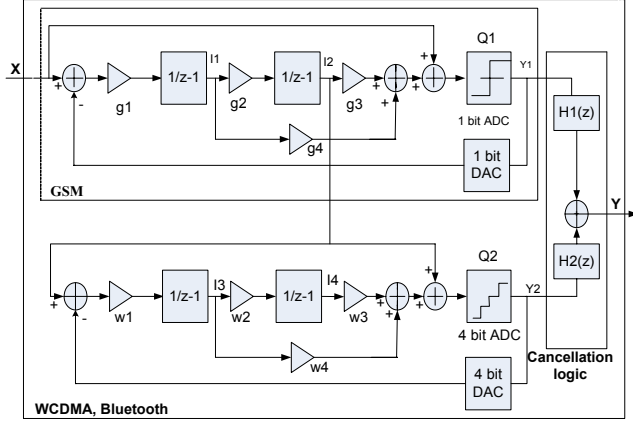 X
+
-
g1
1/z-1
I1
g2
1/z-1
I2
g3
g4
+
+
+
+
Q1
1 bit ADC
Y1
1 bit
DAC
GSM
H1(z)
Y
H2(z)
Cancellation
logic
+
-
w1
1/z-1
I3
w2
1/z-1
I4
w3
w4
+
+
+
+
Q2
4 bit ADC
Y2
4 bit
DAC
WCDMA, Bluetooth